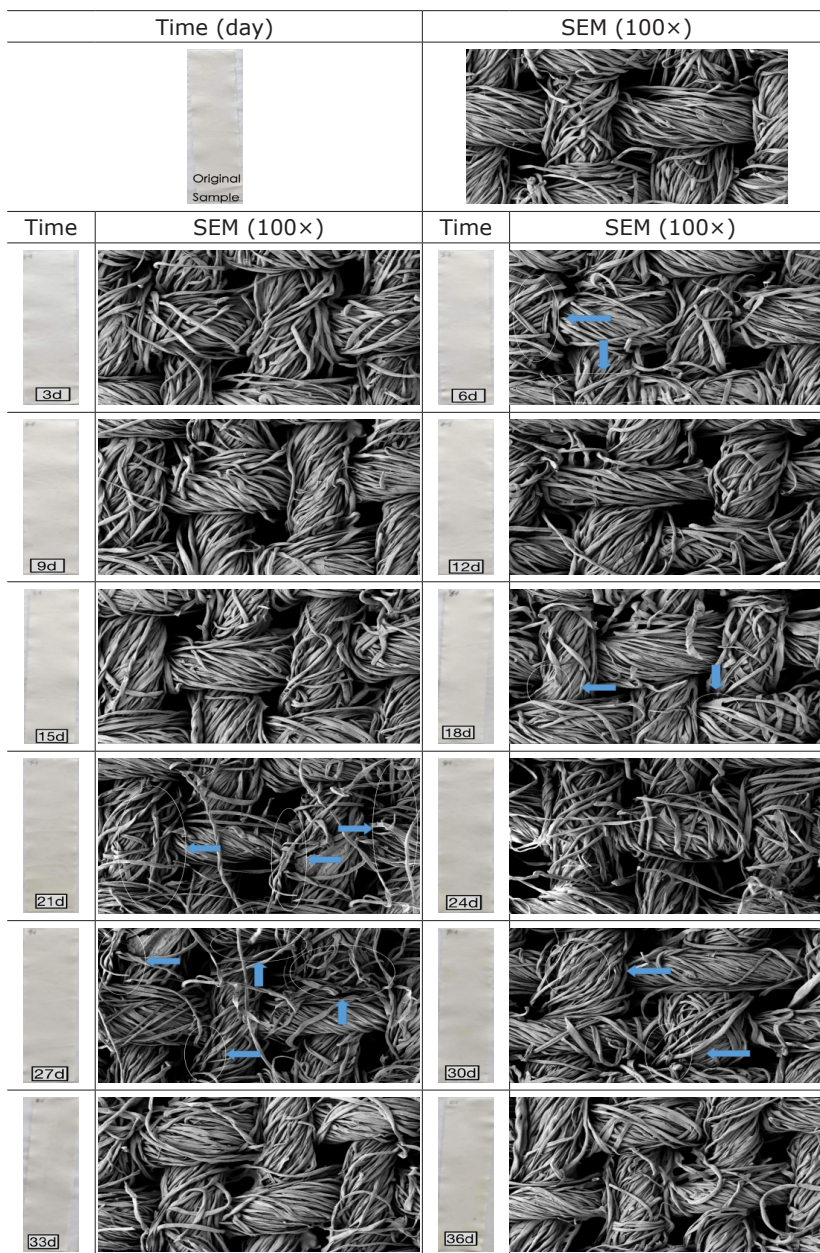 Time (day) SEM (100×)
Original
Sample
Time SEM (100×) Time SEM (100×)
3d 6d
9d 12d
15d 18d
21d 24d
27d 30d
33d 36d